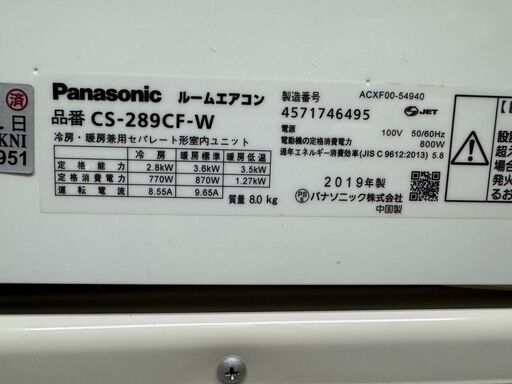 Panasonic ルームエアコン
品番 CS-289CF-W
冷房・暖房兼用セパレート形室内ユニット
冷房 暖房標準 暖房低温
定格能力 2.8kW 3.6kW 3.5kW
定格消費電力 770W 870W 1.27kW
運転電流 8.55A 9.65A
質量 8.0 kg
製造番号 ACXF00-54940
4571746495 JET
電源 100V 50/60Hz
電動機の定格消費電力 800W
通年エネルギー消費効率(JIS C 9612:2013) 5.8
2019年製
PS E パナソニック株式会社
中国製
済
日
KNI
951
設
超え
場合
発火
るお